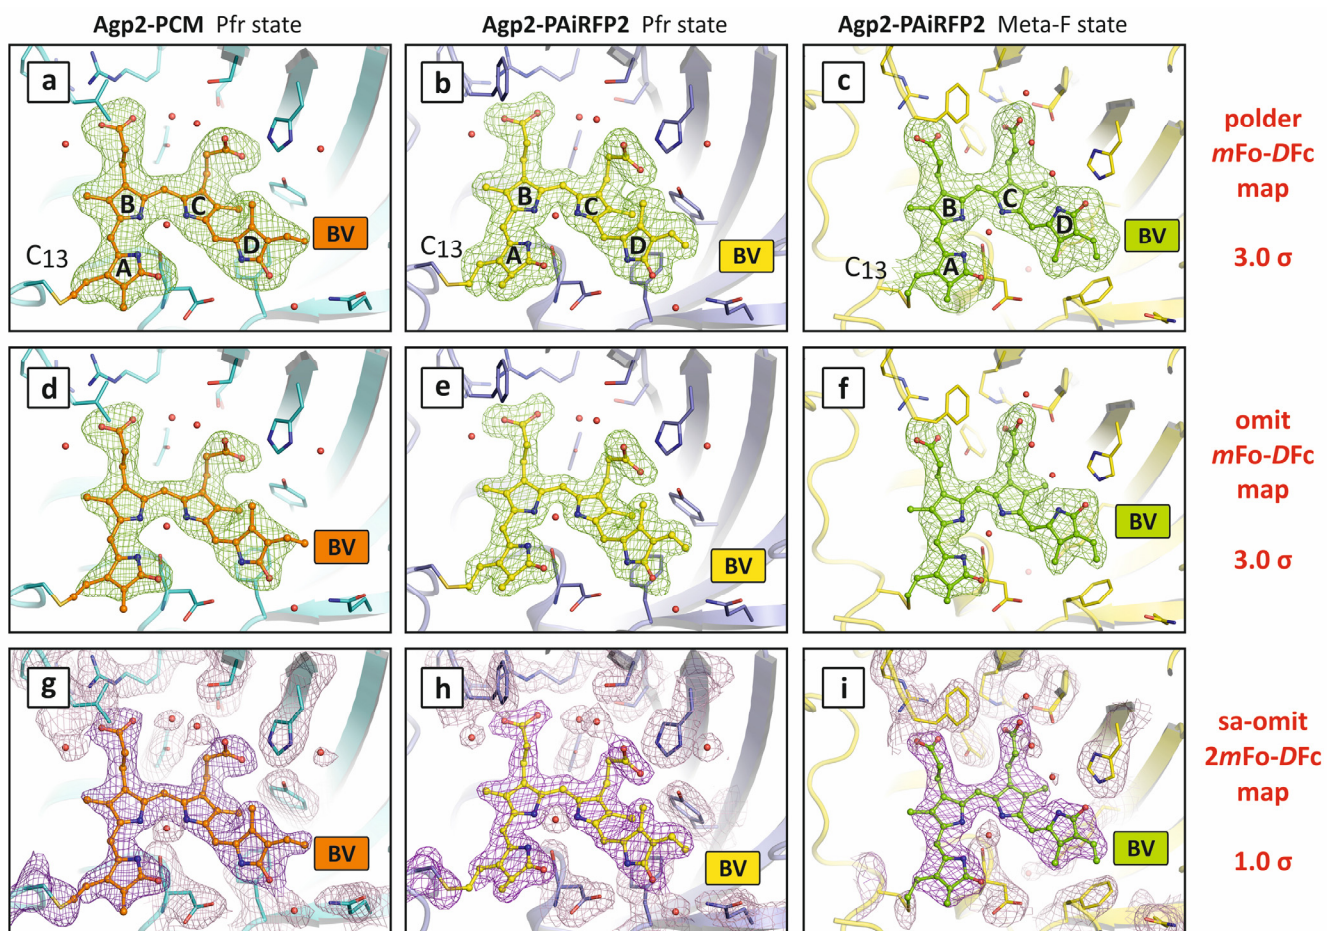 Agp2-PCM Pfr state
Agp2-PAiRFP2 Pfr state
Agp2-PAiRFP2 Meta-F state
a
B
C
D
A
C13
BV
b
B
C
D
A
C13
BV
c
B
C
D
A
C13
BV
polder
mFo-DFc
map
3.0 σ
d
BV
e
BV
f
BV
omit
mFo-DFc
map
3.0 σ
g
BV
h
BV
i
BV
sa-omit
2mFo-DFc
map
1.0 σ